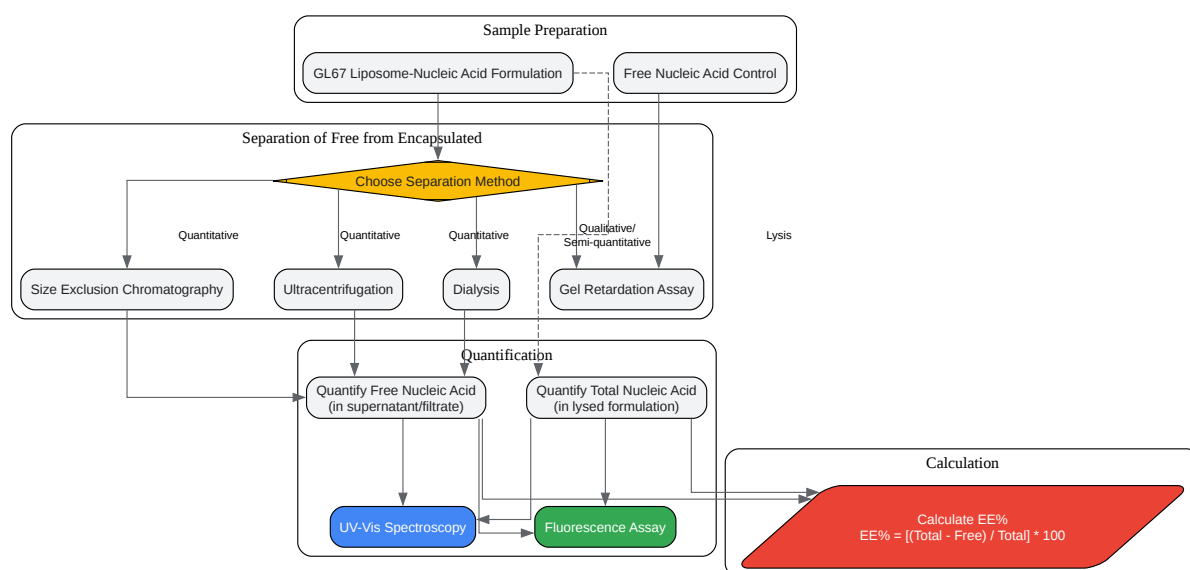 Sample Preparation
GL67 Liposome-Nucleic Acid Formulation
Free Nucleic Acid Control
Separation of Free from Encapsulated
Choose Separation Method
Quantitative
Quantitative
Quantitative
Qualitative/
Semi-quantitative
Lysis
Size Exclusion Chromatography
Ultracentrifugation
Dialysis
Gel Retardation Assay
Quantification
Quantify Free Nucleic Acid
(in supernatant/filtrate)
Quantify Total Nucleic Acid
(in lysed formulation)
UV-Vis Spectroscopy
Fluorescence Assay
Calculation
Calculate EE%
EE% = [(Total - Free) / Total] * 100